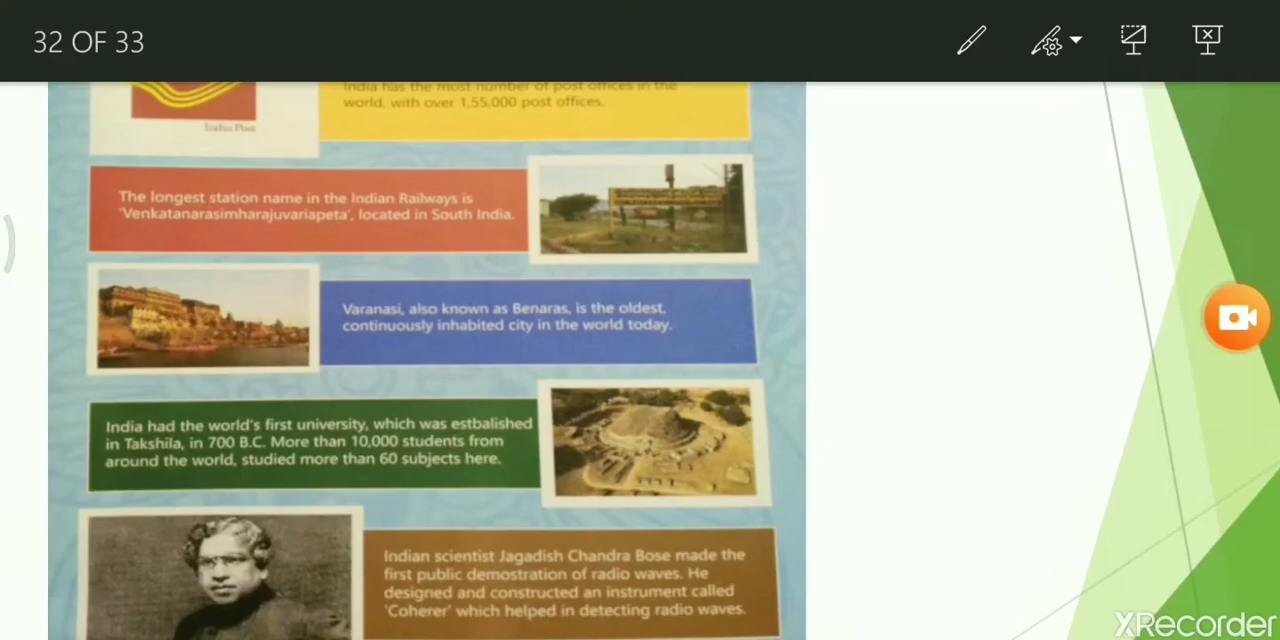 32 OF 33
India has the most number of post offices in the
world, with over 1,55,000 post offices.
India Post
The longest station name in the Indian Railways is
'Venkatanarasimharajuvariapeta', located in South India.
Varanasi, also known as Benaras, is the oldest,
continuously inhabited city in the world today.
India had the world's first university, which was estbalished
in Takshila, in 700 B.C. More than 10,000 students from
around the world, studied more than 60 subjects here.
Indian scientist Jagadish Chandra Bose made the
first public demostration of radio waves. He
designed and constructed an instrument called
'Coherer' which helped in detecting radio waves.
XRecorder